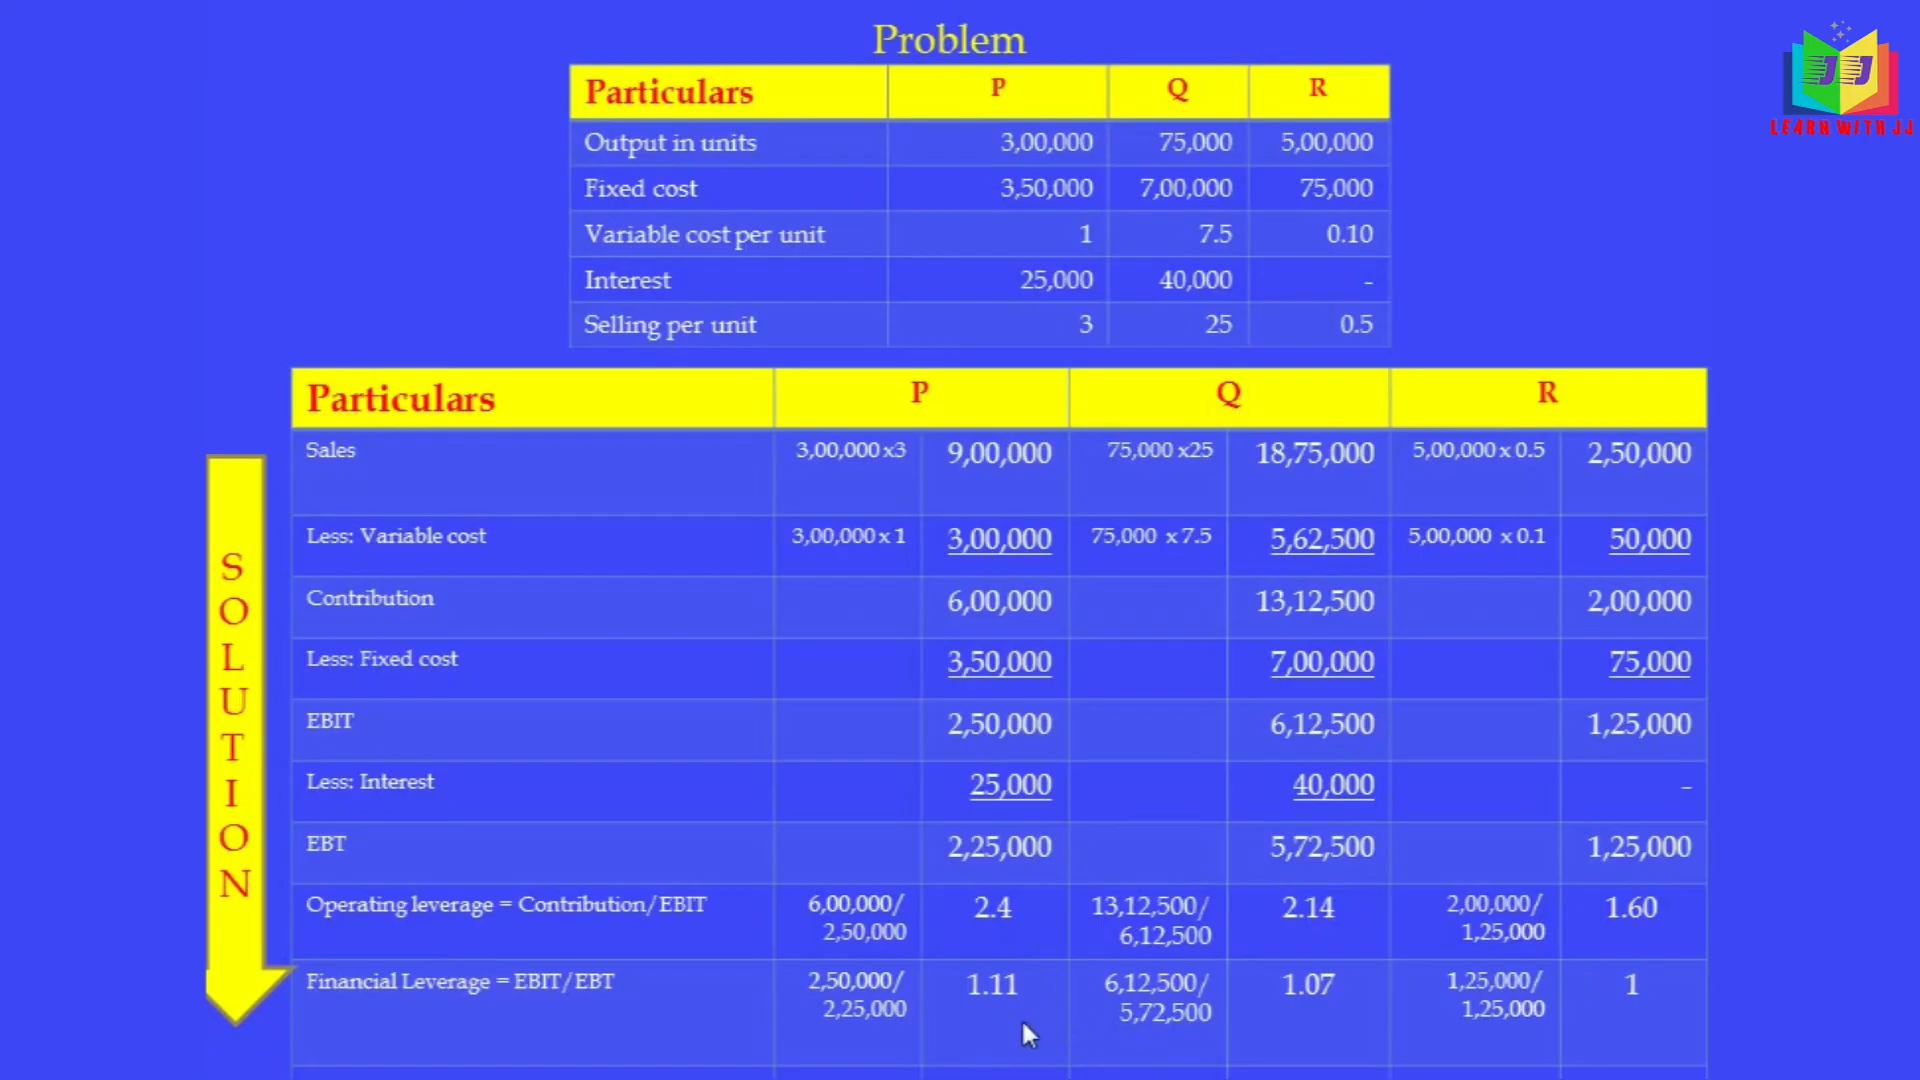 Problem
LEARN WITH JJ
Particulars P Q R
Output in units 3,00,000 75,000 5,00,000
Fixed cost 3,50,000 7,00,000 75,000
Variable cost per unit 1 7.5 0.10
Interest 25,000 40,000 -
Selling per unit 3 25 0.5
Particulars P Q R
Sales 3,00,000 x3 9,00,000 75,000 x25 18,75,000 5,00,000 x 0.5 2,50,000
Less: Variable cost 3,00,000 x 1 3,00,000 75,000 x 7.5 5,62,500 5,00,000 x 0.1 50,000
Contribution 6,00,000 13,12,500 2,00,000
Less: Fixed cost 3,50,000 7,00,000 75,000
EBIT 2,50,000 6,12,500 1,25,000
Less: Interest 25,000 40,000 -
EBT 2,25,000 5,72,500 1,25,000
Operating leverage = Contribution/EBIT 6,00,000/ 2.4 13,12,500/ 2.14 2,00,000/ 1.60
2,50,000 6,12,500 1,25,000
Financial Leverage = EBIT/EBT 2,50,000/ 1.11 6,12,500/ 1.07 1,25,000/ 1
2,25,000 5,72,500 1,25,000
SOLUTION